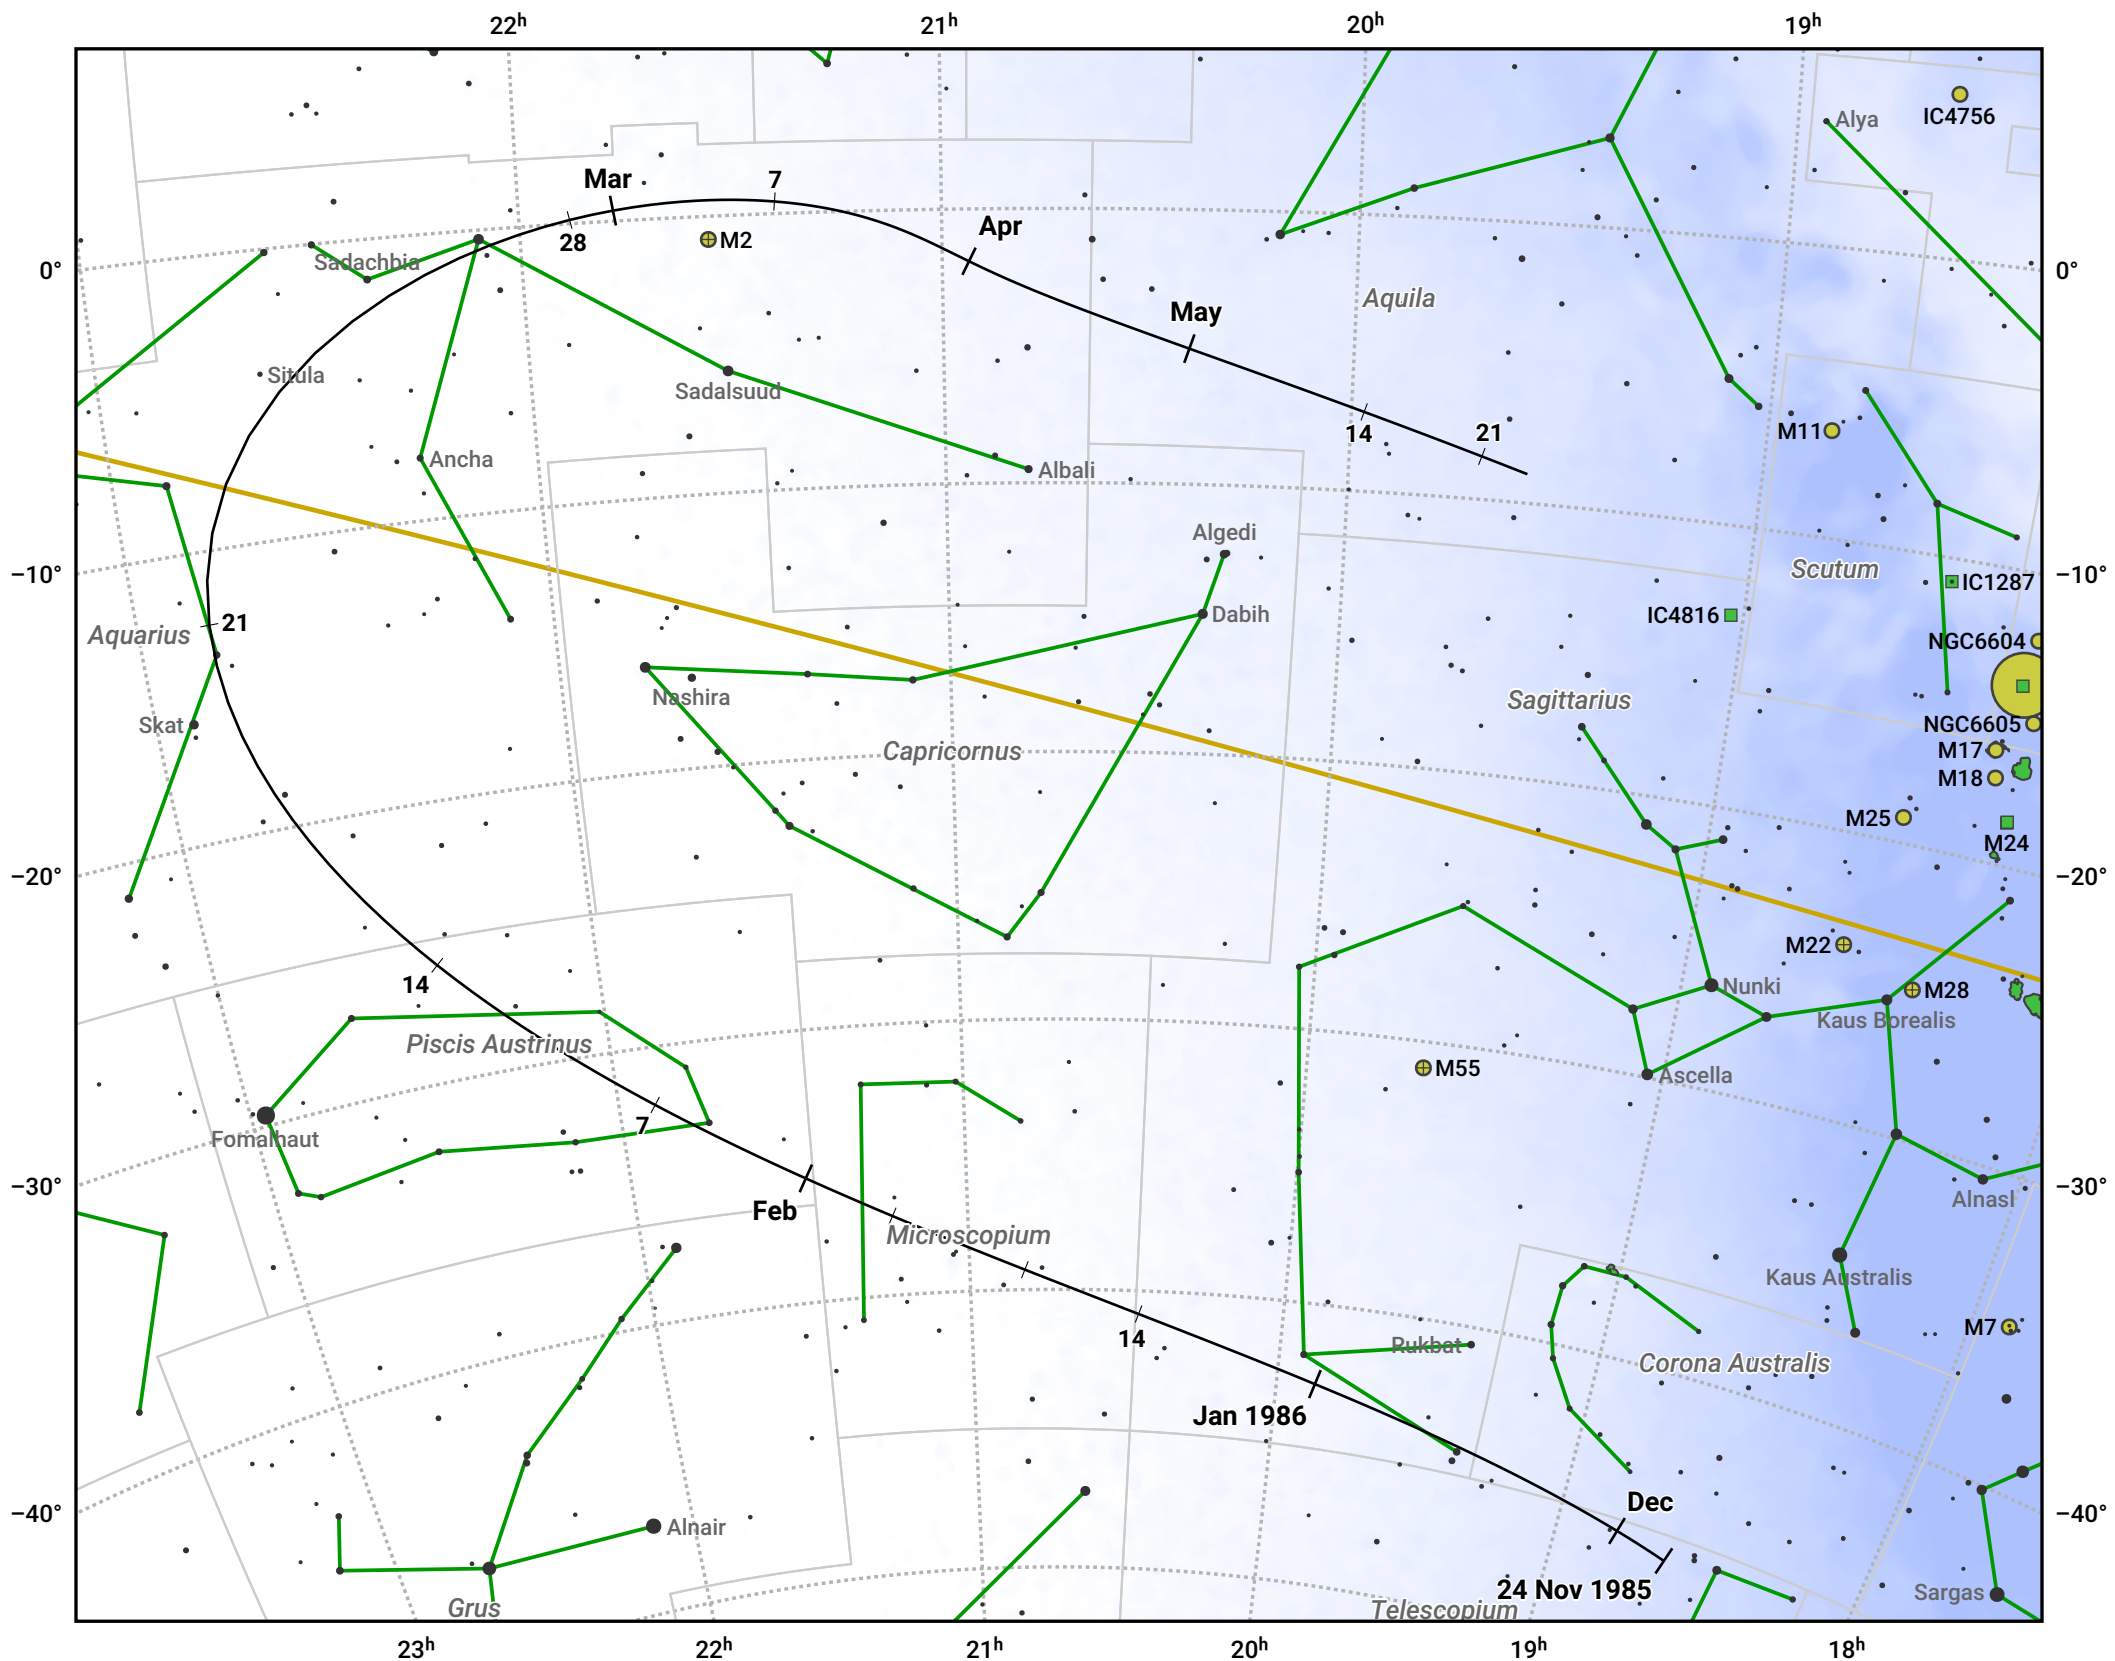 22h
21h
20h
19h
Alya
IC4756
Mar
7
28
M2
Apr
Sadachbia
0°
0°
Aquila
May
Situla
Sadalsuud
14
21
M11
Ancha
Albali
Algedi
−10°
−10°
Scutum
IC1287
Dabih
IC4816
21
Aquarius
NGC6604
Nashira
Sagittarius
Skat
NGC6605
Capricornus
M17
M18
M25
M24
−20°
−20°
M22
14
Nunki
M28
Kaus Borealis
Piscis Austrinus
M55
Ascella
7
Fomalhaut
−30°
−30°
Alnasl
Feb
Microscopium
Kaus Australis
14
M7
Rukbat
Corona Australis
Jan 1986
Dec
−40°
−40°
Alnair
24 Nov 1985
Sargas
Grus
Telescopium
23h
22h
21h
20h
19h
18h